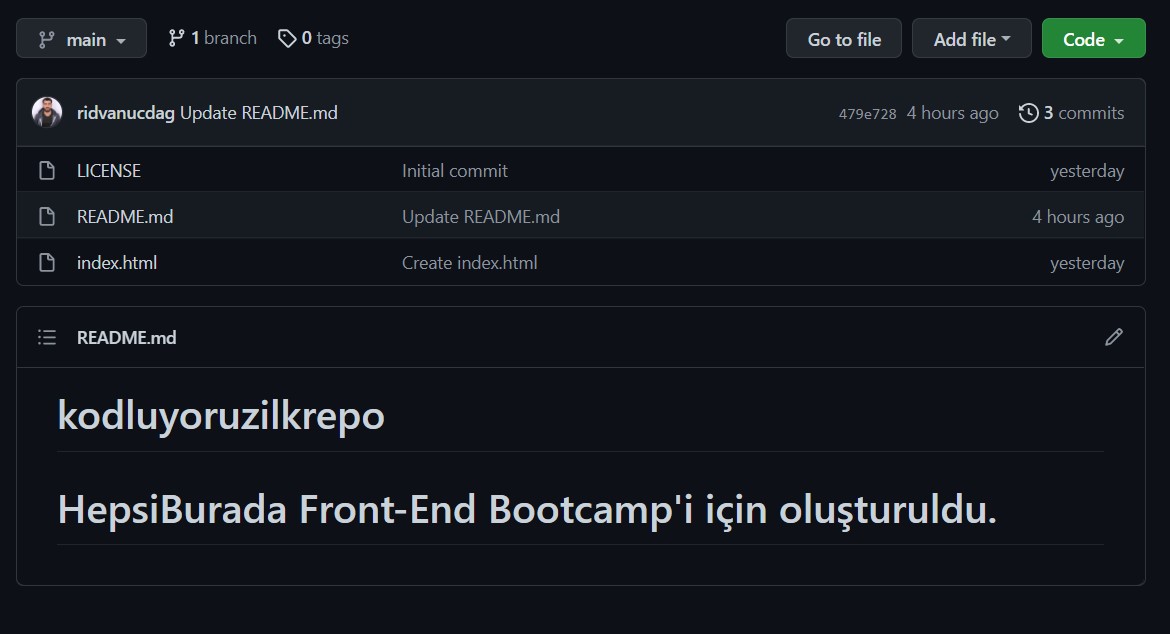 main 1 branch 0 tags Go to file Add file Code
ridvanucdag Update README.md 479e728 4 hours ago 3 commits
LICENSE Initial commit yesterday
README.md Update README.md 4 hours ago
index.html Create index.html yesterday
README.md
kodluyoruzilkrepo
HepsiBurada Front-End Bootcamp'i için oluşturuldu.